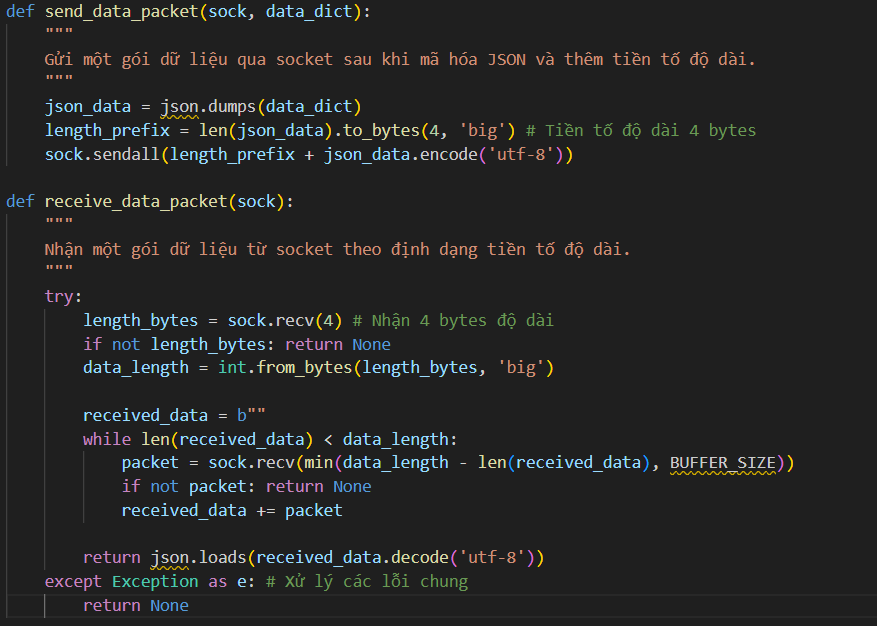 def send_data_packet(sock, data_dict):
    """
    Gửi một gói dữ liệu qua socket sau khi mã hóa JSON và thêm tiền tố độ dài.
    """
    json_data = json.dumps(data_dict)
    length_prefix = len(json_data).to_bytes(4, 'big') # Tiền tố độ dài 4 bytes
    sock.sendall(length_prefix + json_data.encode('utf-8'))

def receive_data_packet(sock):
    """
    Nhận một gói dữ liệu từ socket theo định dạng tiền tố độ dài.
    """
    try:
        length_bytes = sock.recv(4) # Nhận 4 bytes độ dài
        if not length_bytes: return None
        data_length = int.from_bytes(length_bytes, 'big')

        received_data = b""
        while len(received_data) < data_length:
            packet = sock.recv(min(data_length - len(received_data), BUFFER_SIZE))
            if not packet: return None
            received_data += packet

        return json.loads(received_data.decode('utf-8'))
    except Exception as e: # Xử lý các lỗi chung
        return None